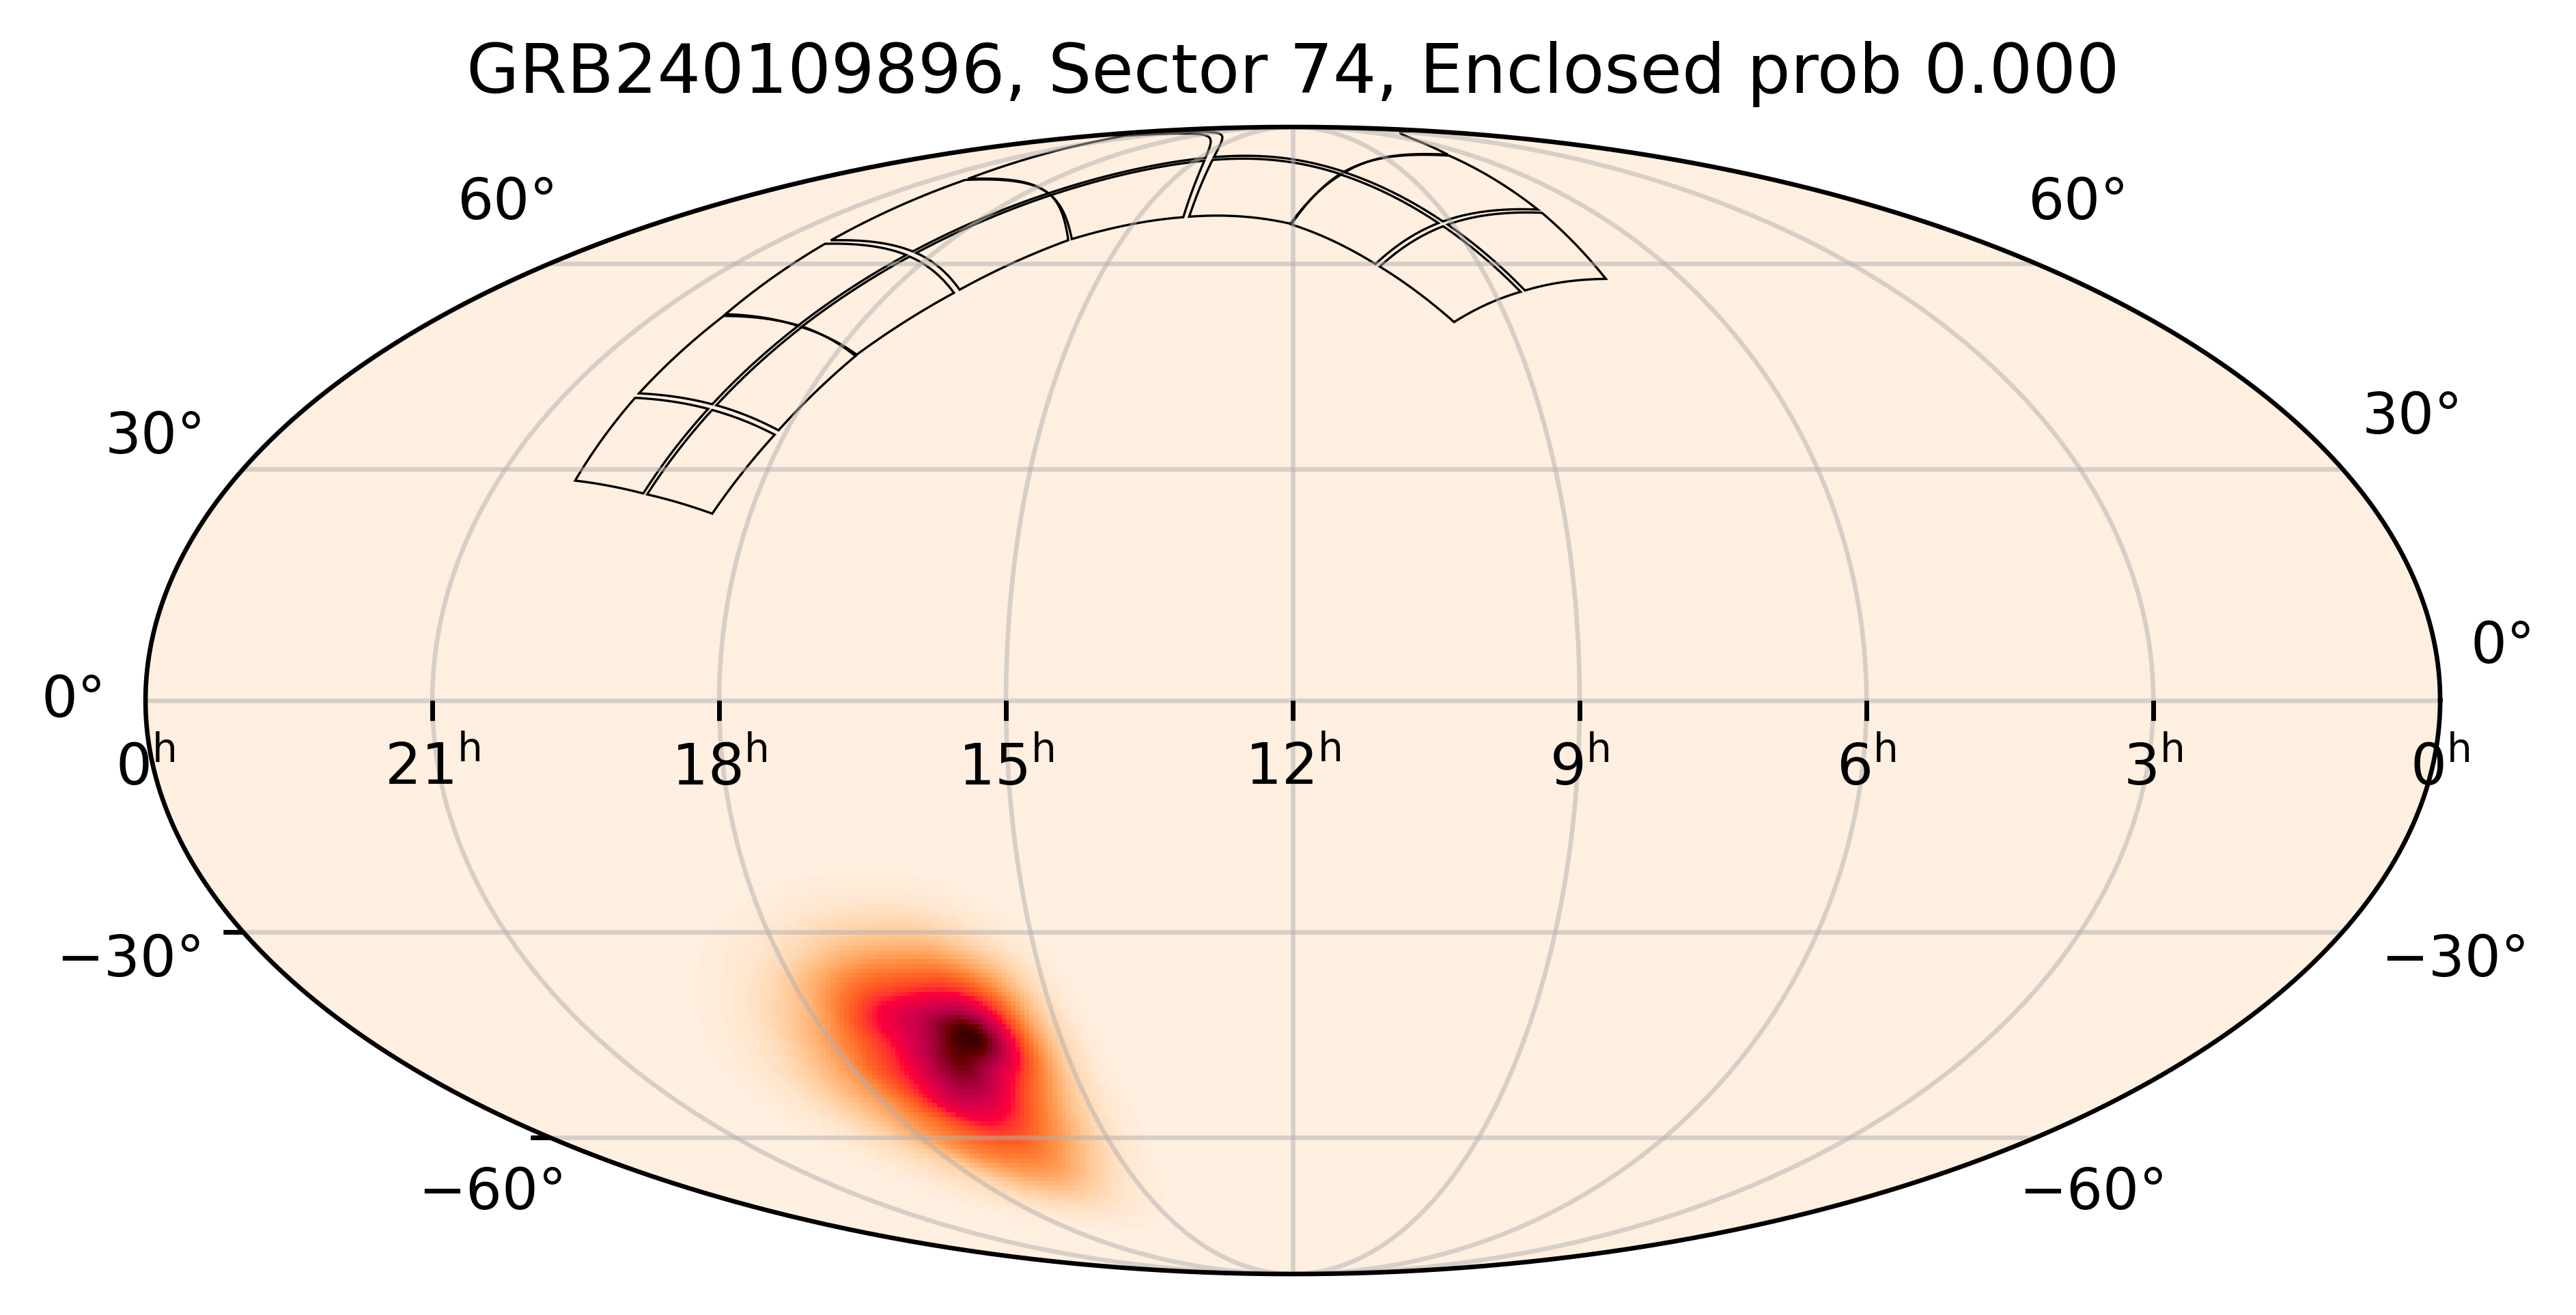 GRB240109896, Sector 74, Enclosed prob 0.000
60° 60°
30° 30°
0° 0°
0ʰ 21ʰ 18ʰ 15ʰ 12ʰ 9ʰ 6ʰ 3ʰ 0ʰ
−30° −30°
−60° −60°